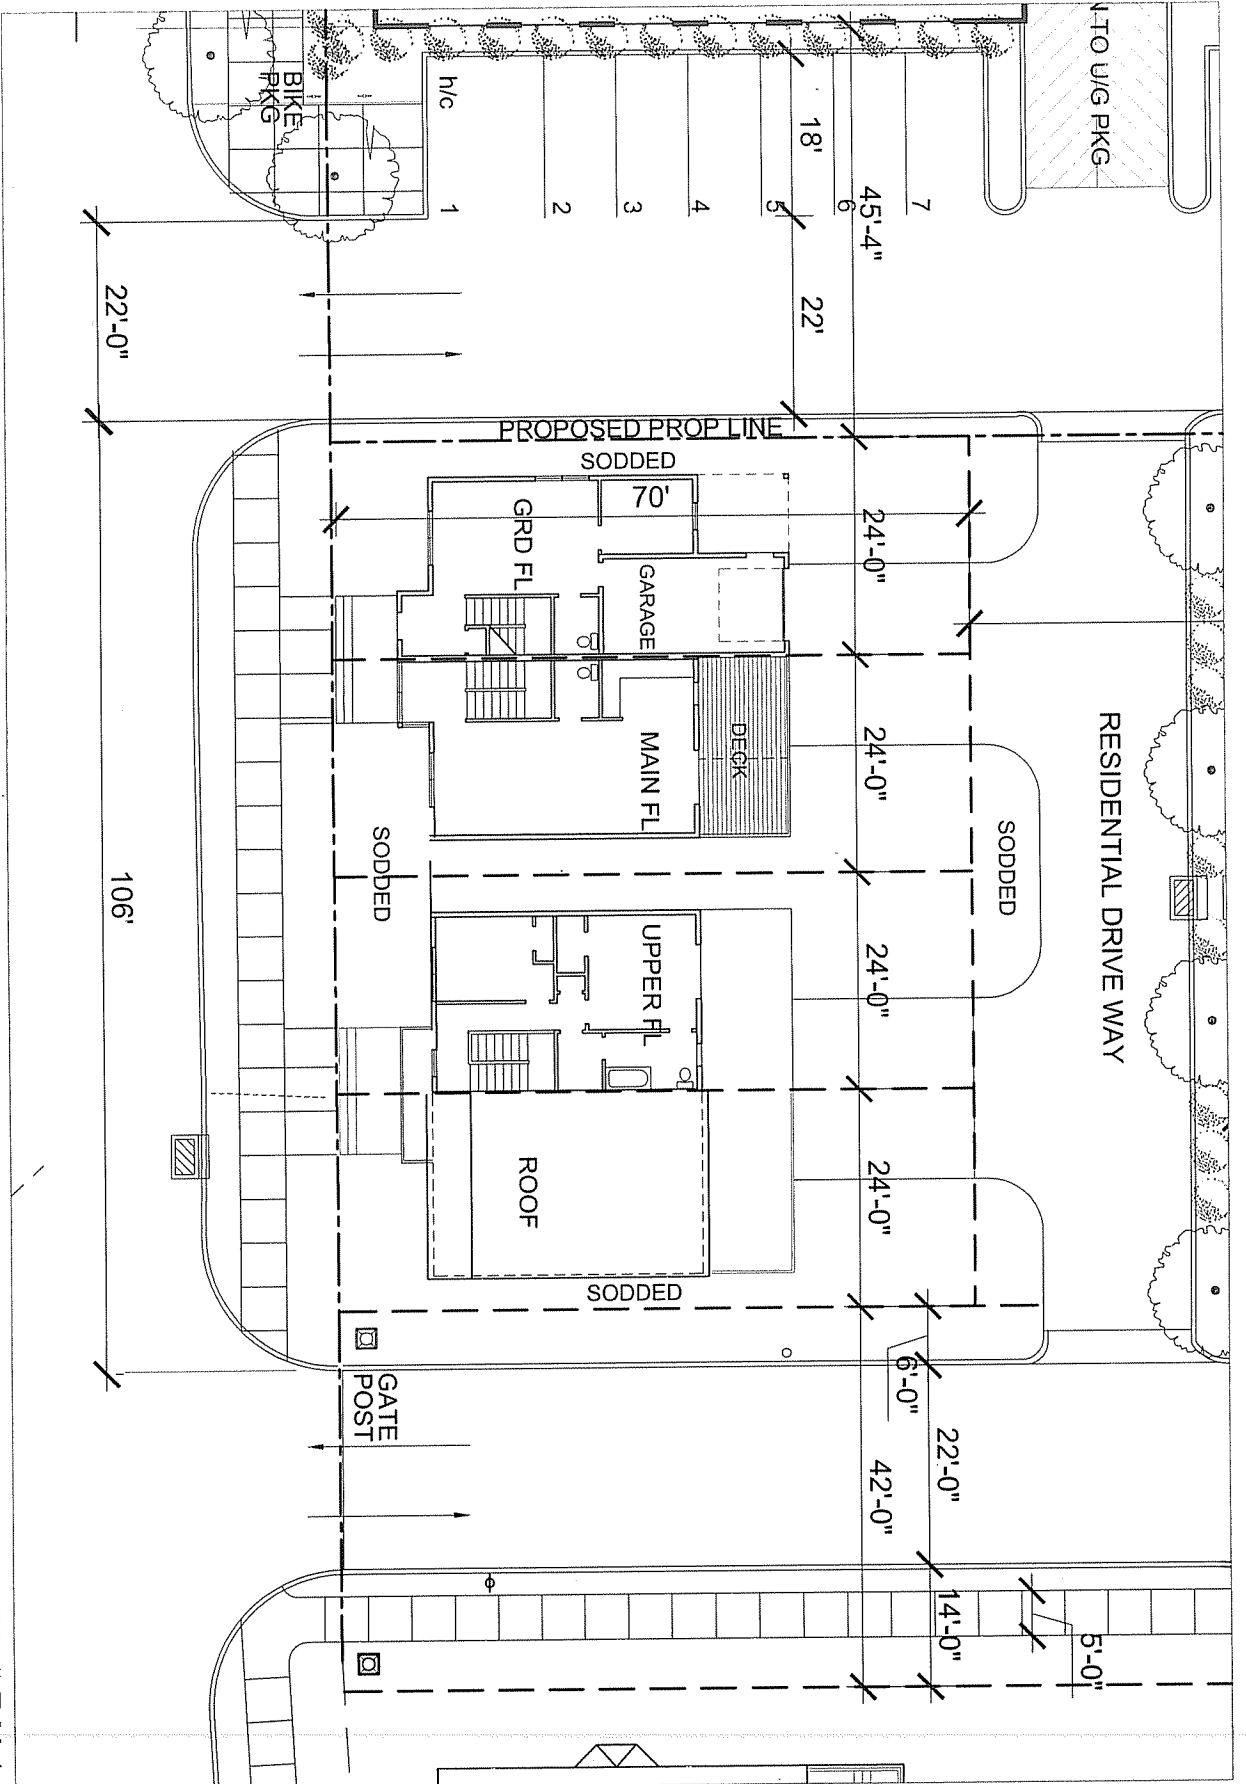 N TO U/G PKG
BIKE
PKG
h/c
1
2
3
4
5
6
7
18'
45'-4"
22'
22'-0"
PROPOSED PROP LINE
SODDED
70'
GRD FL
GARAGE
24'-0"
MAIN FL
DECK
24'-0"
RESIDENTIAL DRIVE WAY
SODDED
SODDED
106'
UPPER FL
24'-0"
ROOF
24'-0"
SODDED
GATE
POST
6'-0"
22'-0"
42'-0"
14'-0"
5'-0"